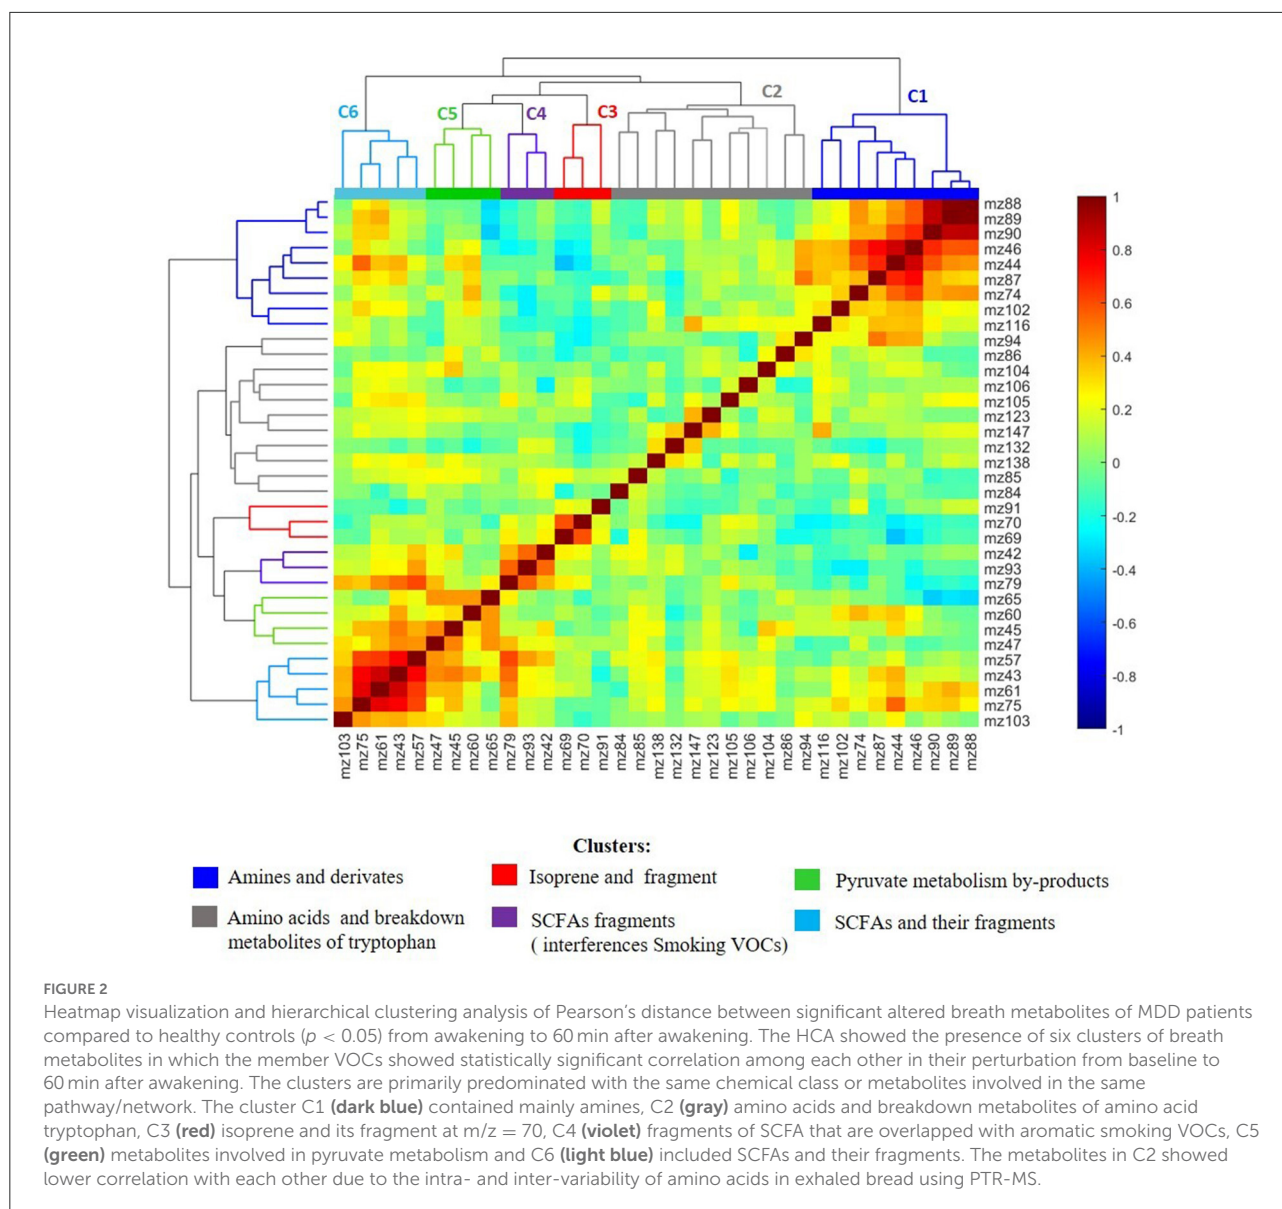 C6
C5
C4
C3
C2
C1
mz88
mz89
mz90
mz46
mz44
mz87
mz74
mz102
mz116
mz94
mz86
mz104
mz106
mz105
mz123
mz147
mz132
mz138
mz85
mz84
mz91
mz70
mz69
mz42
mz93
mz79
mz65
mz60
mz45
mz47
mz57
mz43
mz61
mz75
mz103
1
0.8
0.6
0.4
0.2
0
-0.2
-0.4
-0.6
-0.8
-1
mz103
mz75
mz61
mz43
mz57
mz47
mz45
mz60
mz65
mz79
mz93
mz42
mz69
mz70
mz91
mz84
mz85
mz138
mz132
mz147
mz123
mz105
mz106
mz104
mz86
mz94
mz116
mz102
mz74
mz87
mz44
mz46
mz90
mz89
mz88
Clusters:
Amines and derivates
Isoprene and fragment
Pyruvate metabolism by-products
Amino acids and breakdown
metabolites of tryptophan
SCFAs fragments
( interferences Smoking VOCs)
SCFAs and their fragments
FIGURE 2
Heatmap visualization and hierarchical clustering analysis of Pearson's distance between significant altered breath metabolites of MDD patients
compared to healthy controls (p < 0.05) from awakening to 60 min after awakening. The HCA showed the presence of six clusters of breath
metabolites in which the member VOCs showed statistically significant correlation among each other in their perturbation from baseline to
60 min after awakening. The clusters are primarily predominated with the same chemical class or metabolites involved in the same
pathway/network. The cluster C1 (dark blue) contained mainly amines, C2 (gray) amino acids and breakdown metabolites of amino acid
tryptophan, C3 (red) isoprene and its fragment at m/z = 70, C4 (violet) fragments of SCFA that are overlapped with aromatic smoking VOCs, C5
(green) metabolites involved in pyruvate metabolism and C6 (light blue) included SCFAs and their fragments. The metabolites in C2 showed
lower correlation with each other due to the intra- and inter-variability of amino acids in exhaled bread using PTR-MS.